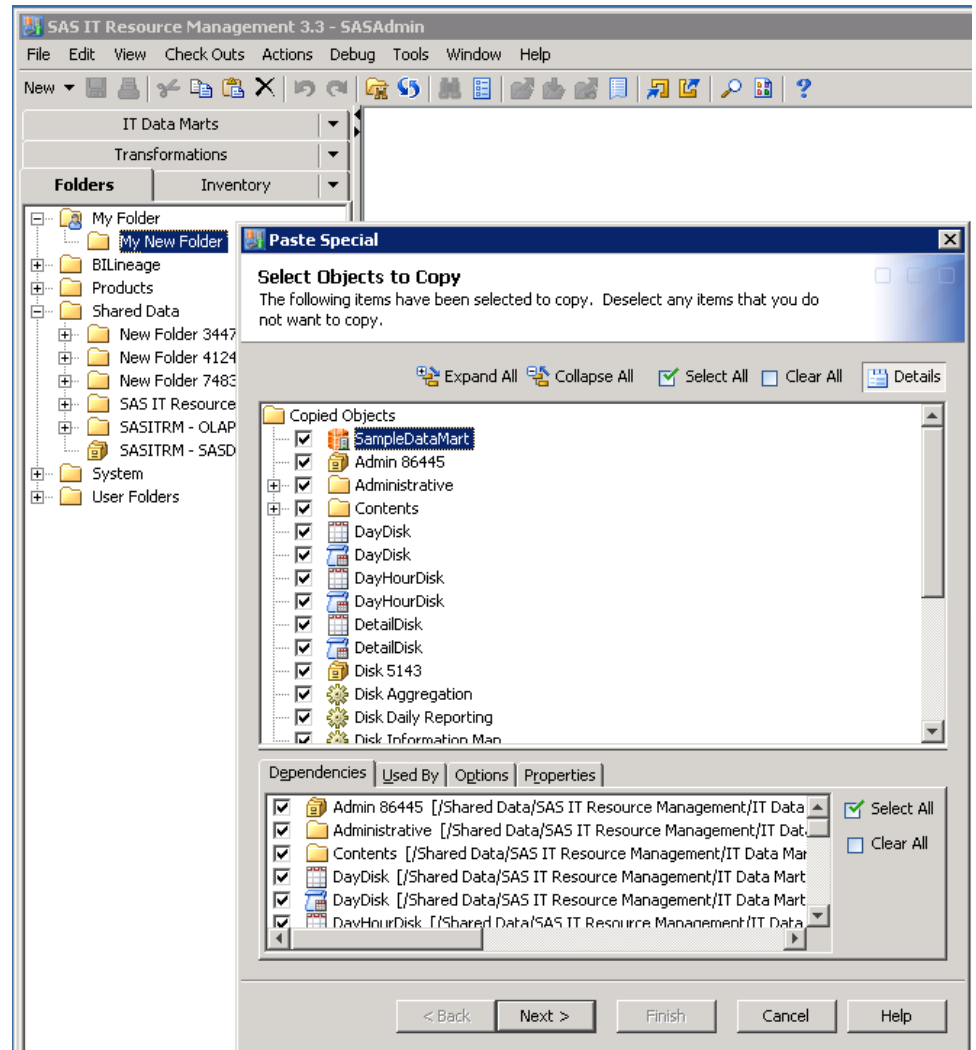 SAS IT Resource Management 3.3 - SASAdmin
File Edit View Check Outs Actions Debug Tools Window Help
New
IT Data Marts
Transformations
Folders Inventory
My Folder
My New Folder
BILineage
Products
Shared Data
New Folder 3447
New Folder 4124
New Folder 7483
SAS IT Resource
SASITRM - OLAP
SASITRM - SASD
System
User Folders
Paste Special
Select Objects to Copy
The following items have been selected to copy. Deselect any items that you do
not want to copy.
Expand All Collapse All Select All Clear All Details
Copied Objects
SampleDataMart
Admin 86445
Administrative
Contents
DayDisk
DayDisk
DayHourDisk
DayHourDisk
DetailDisk
DetailDisk
Disk 5143
Disk Aggregation
Disk Daily Reporting
Disk Information Map
Dependencies Used By Options Properties
Admin 86445 [/Shared Data/SAS IT Resource Management/IT Data
Administrative [/Shared Data/SAS IT Resource Management/IT Dat
Contents [/Shared Data/SAS IT Resource Management/IT Data Mar
DayDisk [/Shared Data/SAS IT Resource Management/IT Data Mart
DayDisk [/Shared Data/SAS IT Resource Management/IT Data Mart
DayHourDisk [/Shared Data/SAS IT Resource Management/IT Data
Select All
Clear All
< Back Next > Finish Cancel Help